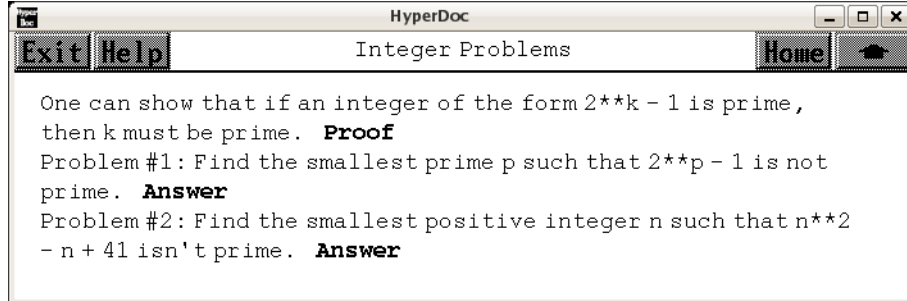 Hyper Doc
HyperDoc
Exit Help Integer Problems Home
One can show that if an integer of the form 2**k - 1 is prime,
then k must be prime. Proof
Problem #1: Find the smallest prime p such that 2**p - 1 is not
prime. Answer
Problem #2: Find the smallest positive integer n such that n**2
- n + 41 isn't prime. Answer